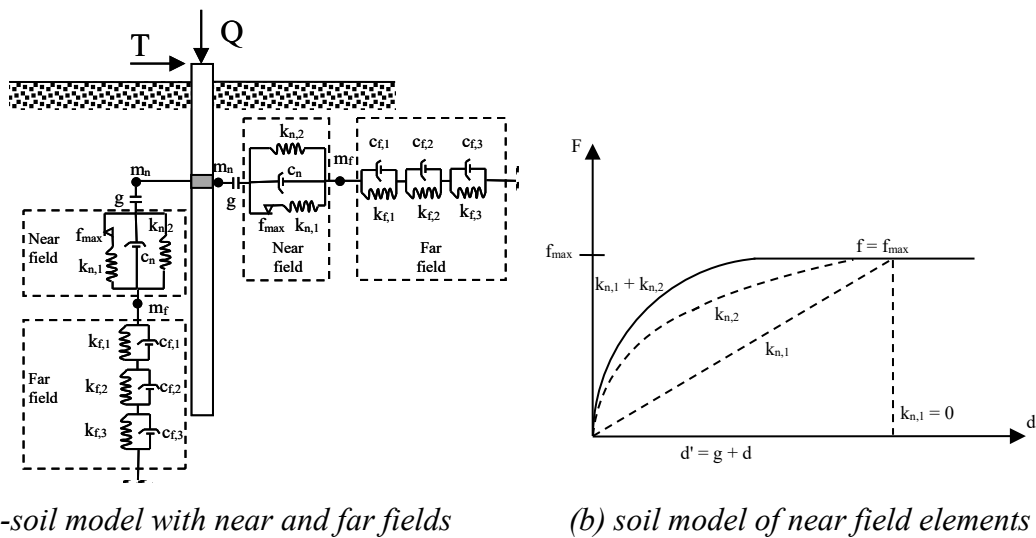 T
Q
kn,2
mn
cn
g
fmax
kn,1
Near
field
mf
cf,1
cf,2
cf,3
kf,1
kf,2
kf,3
Far
field
mn
g
Near
field
fmax
kn,2
cn
kn,1
mf
Far
field
kf,1
cf,1
kf,2
cf,2
kf,3
cf,3
-soil model with near and far fields
F
fmax
f = fmax
kn,1 + kn,2
kn,2
kn,1
kn,1 = 0
d
d' = g + d
(b) soil model of near field elements